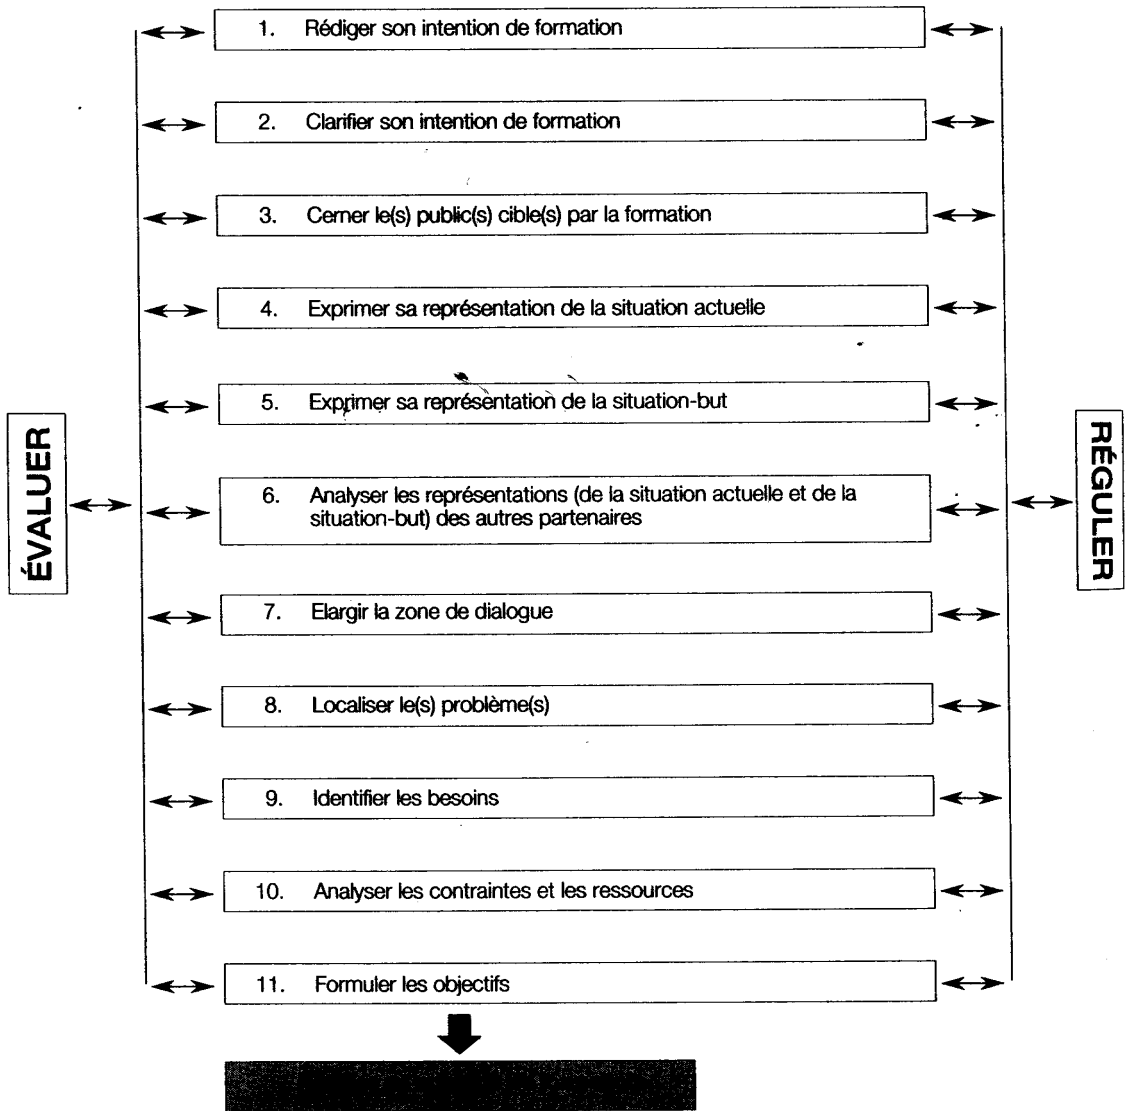 1. Rédiger son intention de formation
2. Clarifier son intention de formation
3. Cerner le(s) public(s) cible(s) par la formation
4. Exprimer sa représentation de la situation actuelle
5. Exprimer sa représentation de la situation-but
ÉVALUER
RÉGULER
6. Analyser les représentations (de la situation actuelle et de la
situation-but) des autres partenaires
7. Elargir la zone de dialogue
8. Localiser le(s) problème(s)
9. Identifier les besoins
10. Analyser les contraintes et les ressources
11. Formuler les objectifs